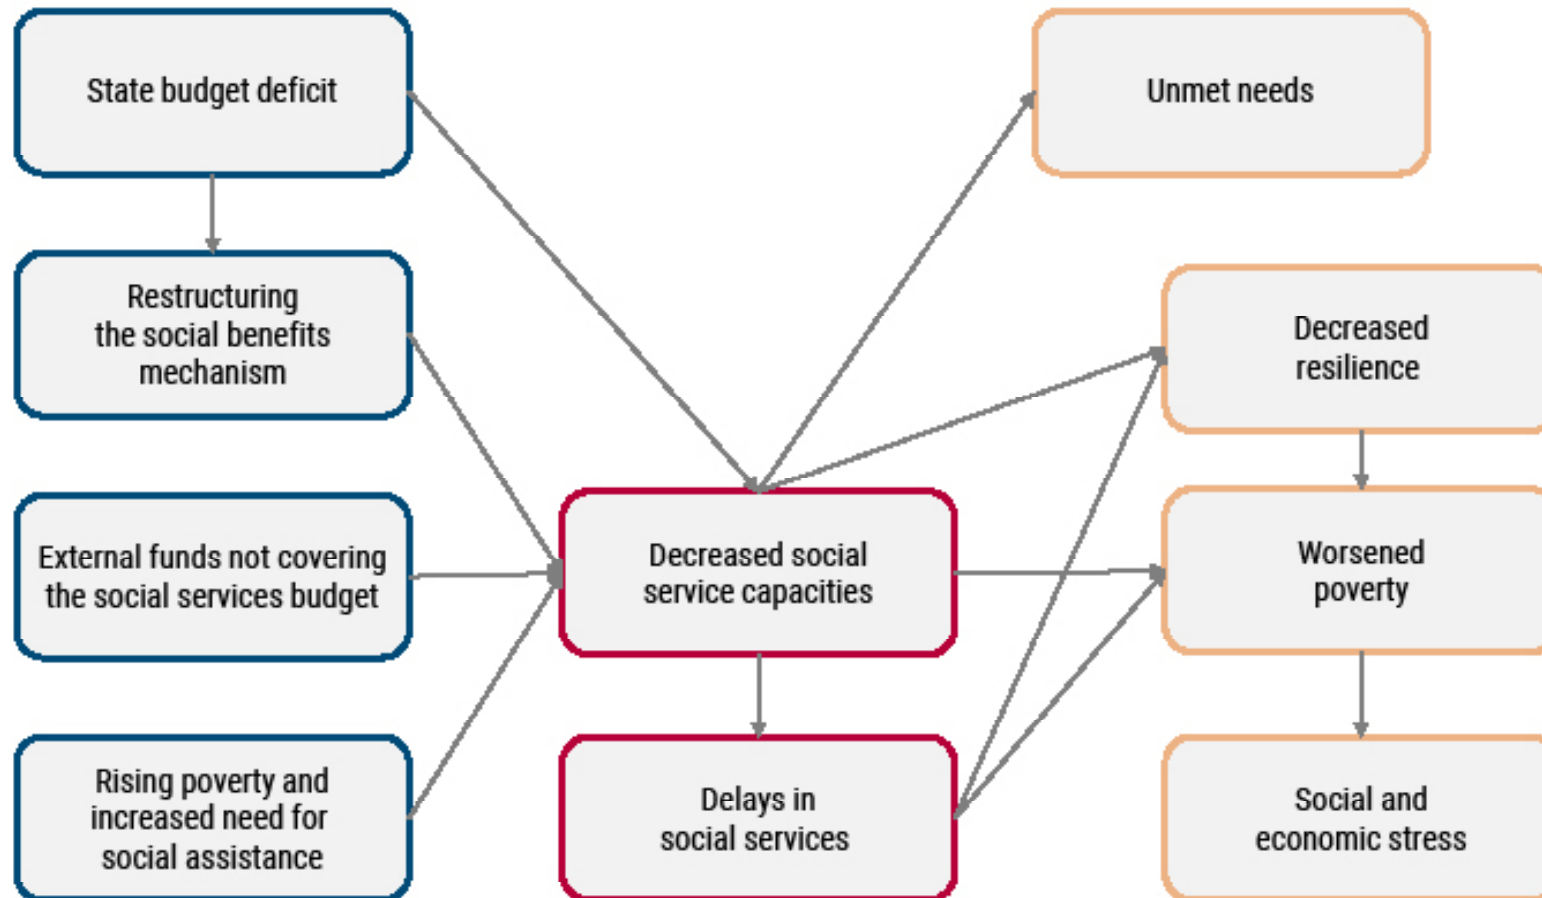 State budget deficit
Unmet needs
Restructuring
the social benefits
mechanism
Decreased
resilience
External funds not covering
the social services budget
Decreased social
service capacities
Worsened
poverty
Rising poverty and
increased need for
social assistance
Delays in
social services
Social and
economic stress